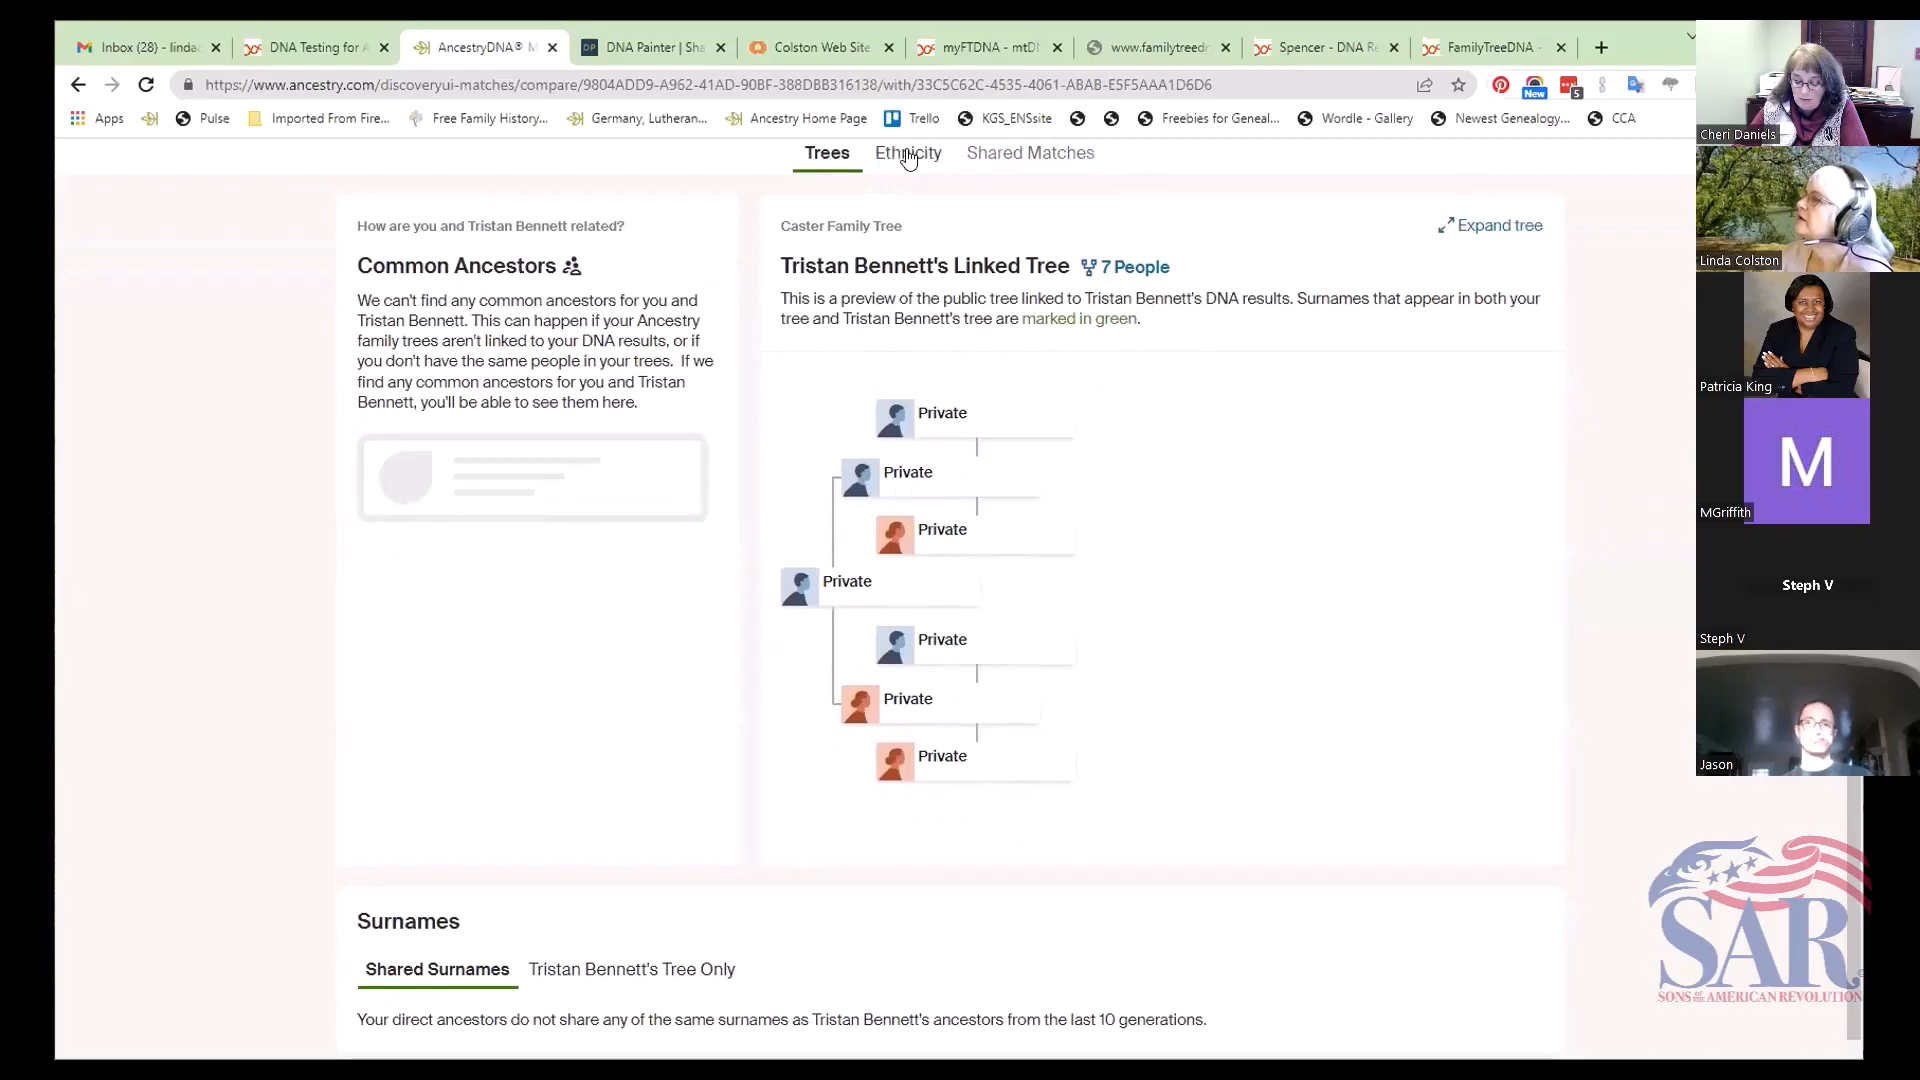 Inbox (28) - linda
DNA Testing for A
AncestryDNA® M
DP
DNA Painter | Sha
Colston Web Site
myFTDNA - mtD
www.familytreedn
Spencer - DNA Re
FamilyTreeDNA -
https://www.ancestry.com/discoveryui-matches/compare/9804ADD9-A962-41AD-90BF-388DBB316138/with/33C5C62C-4535-4061-ABAB-E5F5AAA1D6D6
New
5
Apps
Pulse
Imported From Fire...
Free Family History...
Germany, Lutheran...
Ancestry Home Page
Trello
KGS_ENSsite
Freebies for Geneal...
Wordle - Gallery
Newest Genealogy...
CCA
Trees
Ethnicity
Shared Matches
How are you and Tristan Bennett related?
Common Ancestors
We can't find any common ancestors for you and
Tristan Bennett. This can happen if your Ancestry
family trees aren't linked to your DNA results, or if
you don't have the same people in your trees. If we
find any common ancestors for you and Tristan
Bennett, you'll be able to see them here.
Caster Family Tree
Expand tree
Tristan Bennett's Linked Tree 7 People
This is a preview of the public tree linked to Tristan Bennett's DNA results. Surnames that appear in both your
tree and Tristan Bennett's tree are marked in green.
Private
Private
Private
Private
Private
Private
Private
Surnames
Shared Surnames
Tristan Bennett's Tree Only
Your direct ancestors do not share any of the same surnames as Tristan Bennett's ancestors from the last 10 generations.
Cheri Daniels
Linda Colston
Patricia King
M
MGriffith
Steph V
Steph V
Jason
SAR
SONS OF THE AMERICAN REVOLUTION